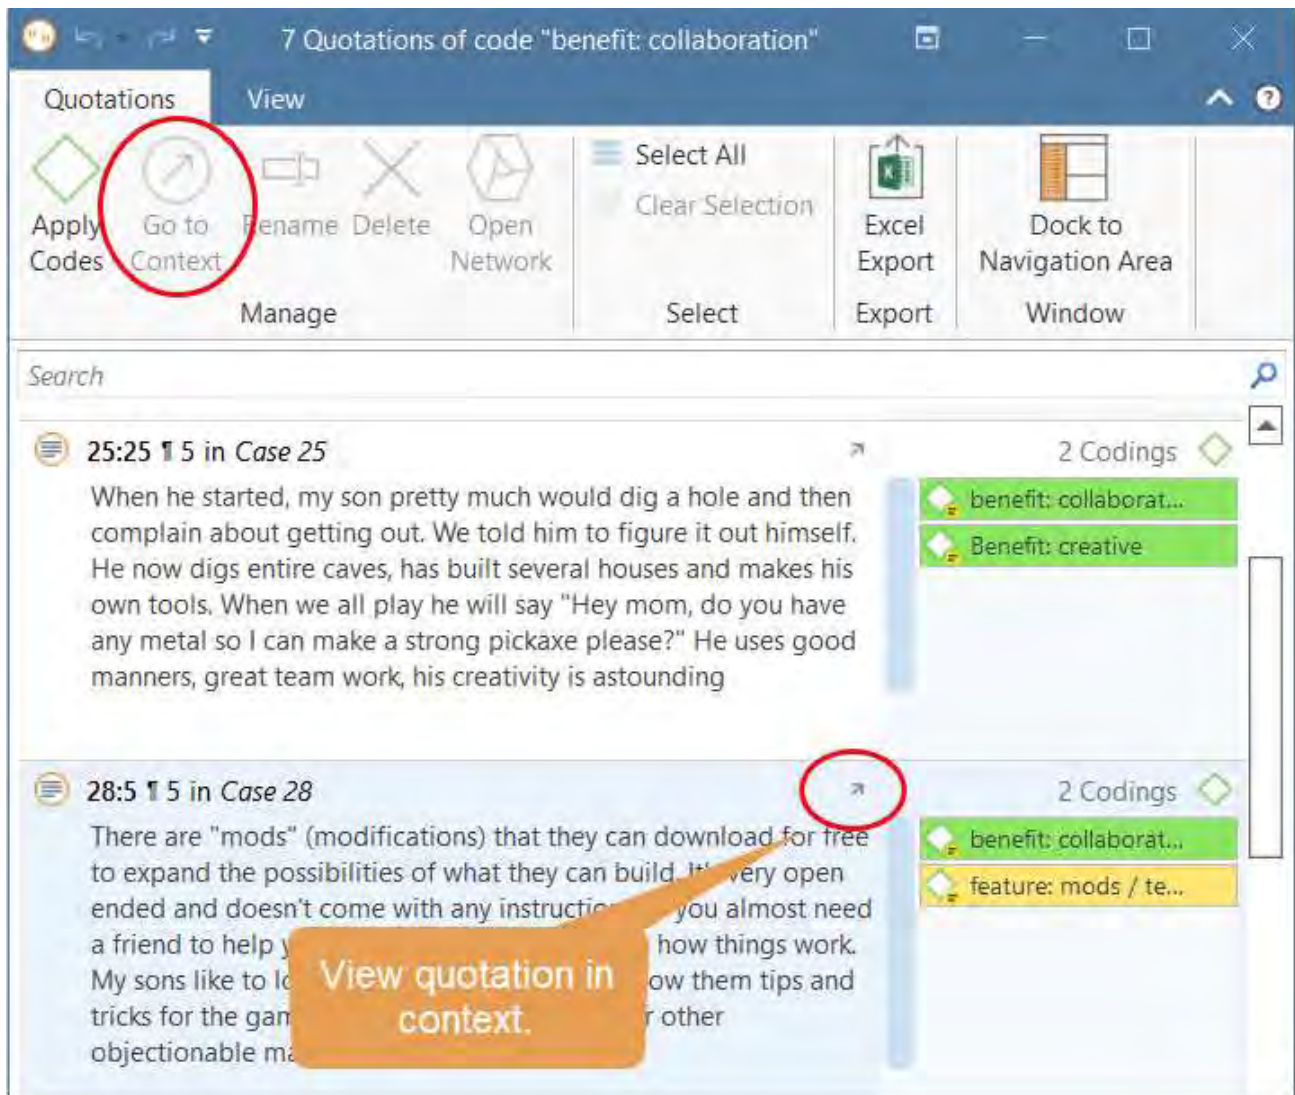 7 Quotations of code "benefit: collaboration"
Quotations View
Apply Codes
Go to Context
Rename
Delete
Open Network
Manage
Select All
Clear Selection
Select
Excel Export
Export
Dock to Navigation Area
Window
Search
25:25 ¶ 5 in Case 25
2 Codings
When he started, my son pretty much would dig a hole and then
complain about getting out. We told him to figure it out himself.
He now digs entire caves, has built several houses and makes his
own tools. When we all play he will say "Hey mom, do you have
any metal so I can make a strong pickaxe please?" He uses good
manners, great team work, his creativity is astounding
benefit: collaborat...
Benefit: creative
28:5 ¶ 5 in Case 28
2 Codings
There are "mods" (modifications) that they can download for free
to expand the possibilities of what they can build. It's very open
ended and doesn't come with any you almost need
a friend to help how things work.
My sons like to them tips and
tricks for the other
objectionable
benefit: collaborat...
feature: mods / te...
View quotation in
context.